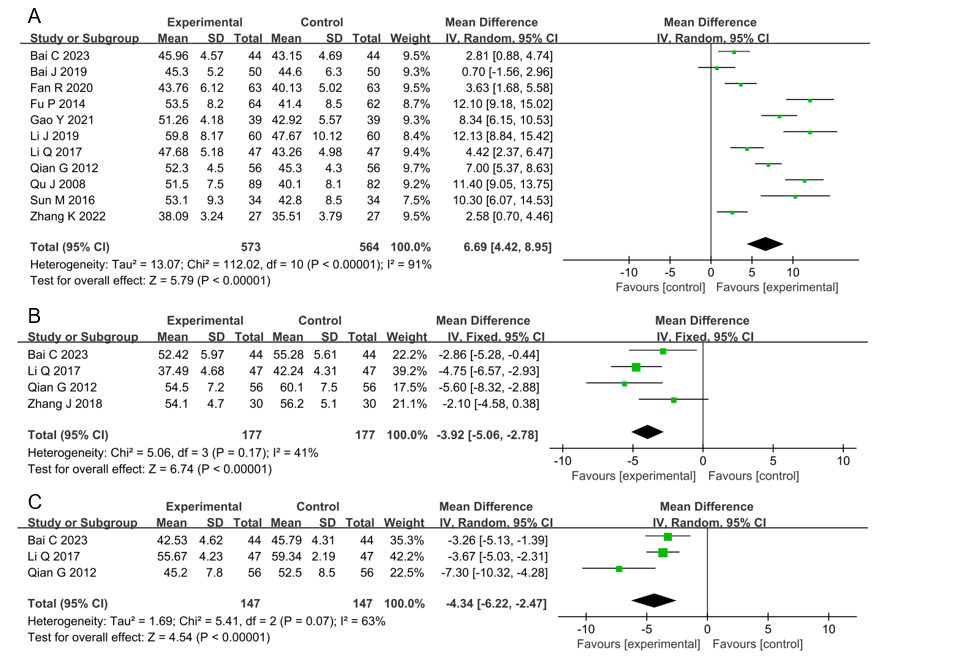 A
Experimental Control Mean Difference Mean Difference
Study or Subgroup Mean SD Total Mean SD Total Weight IV, Random, 95% CI IV, Random, 95% CI
Bai C 2023 45.96 4.57 44 43.15 4.69 44 9.5% 2.81 [0.88, 4.74]
Bai J 2019 45.3 5.2 50 44.6 6.3 50 9.3% 0.70 [-1.56, 2.96]
Fan R 2020 43.76 6.12 63 40.13 5.02 63 9.4% 3.63 [1.68, 5.58]
Fu P 2014 53.5 8.2 64 41.4 8.5 62 8.7% 12.10 [9.18, 15.02]
Gao Y 2021 51.26 4.18 39 42.92 5.57 39 9.3% 8.34 [6.15, 10.53]
Li J 2019 59.8 8.17 60 47.67 10.12 60 8.4% 12.13 [8.84, 15.42]
Li Q 2017 47.68 5.18 47 43.26 4.98 47 9.4% 4.42 [2.37, 6.47]
Qian G 2012 52.3 4.5 56 45.3 4.3 56 9.7% 7.00 [5.37, 8.63]
Qu J 2008 51.5 7.5 89 40.1 8.1 82 9.2% 11.40 [9.05, 13.75]
Sun M 2016 53.1 9.3 34 42.8 8.5 34 7.5% 10.30 [6.07, 14.53]
Zhang K 2022 38.09 3.24 27 35.51 3.79 27 9.5% 2.58 [0.70, 4.46]
Total (95% CI) 573 564 100.0% 6.69 [4.42, 8.95]
Heterogeneity: Tau² = 13.07; Chi² = 112.02, df = 10 (P < 0.00001); I² = 91%
Test for overall effect: Z = 5.79 (P < 0.00001)
-10 -5 0 5 10
Favours [control] Favours [experimental]
B
Experimental Control Mean Difference Mean Difference
Study or Subgroup Mean SD Total Mean SD Total Weight IV, Fixed, 95% CI IV, Fixed, 95% CI
Bai C 2023 52.42 5.97 44 55.28 5.61 44 22.2% -2.86 [-5.28, -0.44]
Li Q 2017 37.49 4.68 47 42.24 4.31 47 39.2% -4.75 [-6.57, -2.93]
Qian G 2012 54.5 7.2 56 60.1 7.5 56 17.5% -5.60 [-8.32, -2.88]
Zhang J 2018 54.1 4.7 30 56.2 5.1 30 21.1% -2.10 [-4.58, 0.38]
Total (95% CI) 177 177 100.0% -3.92 [-5.06, -2.78]
Heterogeneity: Chi² = 5.06, df = 3 (P = 0.17); I² = 41%
Test for overall effect: Z = 6.74 (P < 0.00001)
-10 -5 0 5 10
Favours [experimental] Favours [control]
C
Experimental Control Mean Difference Mean Difference
Study or Subgroup Mean SD Total Mean SD Total Weight IV, Random, 95% CI IV, Random, 95% CI
Bai C 2023 42.53 4.62 44 45.79 4.31 44 35.3% -3.26 [-5.13, -1.39]
Li Q 2017 55.67 4.23 47 59.34 2.19 47 42.2% -3.67 [-5.03, -2.31]
Qian G 2012 45.2 7.8 56 52.5 8.5 56 22.5% -7.30 [-10.32, -4.28]
Total (95% CI) 147 147 100.0% -4.34 [-6.22, -2.47]
Heterogeneity: Tau² = 1.69; Chi² = 5.41, df = 2 (P = 0.07); I² = 63%
Test for overall effect: Z = 4.54 (P < 0.00001)
-10 -5 0 5 10
Favours [experimental] Favours [control]